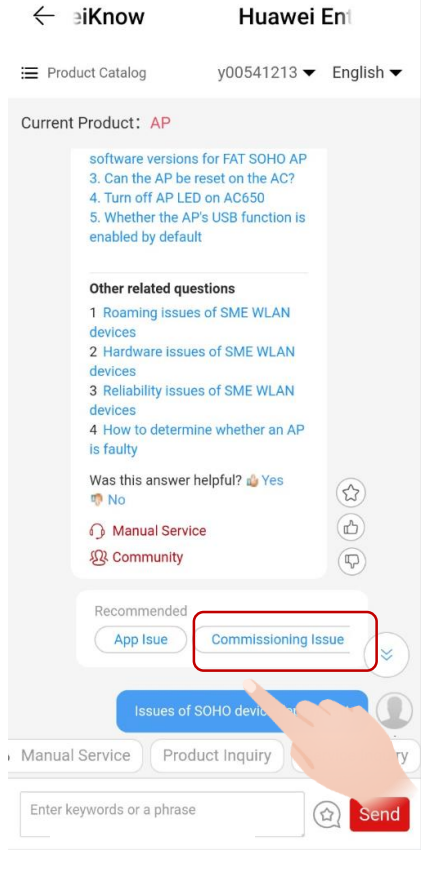 eiKnow Huawei Ent
Product Catalog y00541213 English
Current Product: AP
software versions for FAT SOHO AP
3. Can the AP be reset on the AC?
4. Turn off AP LED on AC650
5. Whether the AP's USB function is
enabled by default
Other related questions
1 Roaming issues of SME WLAN
devices
2 Hardware issues of SME WLAN
devices
3 Reliability issues of SME WLAN
devices
4 How to determine whether an AP
is faulty
Was this answer helpful? Yes
No
Manual Service
Community
Recommended
App Isue Commissioning Issue
Issues of SOHO
Manual Service Product Inquiry
Enter keywords or a phrase Send